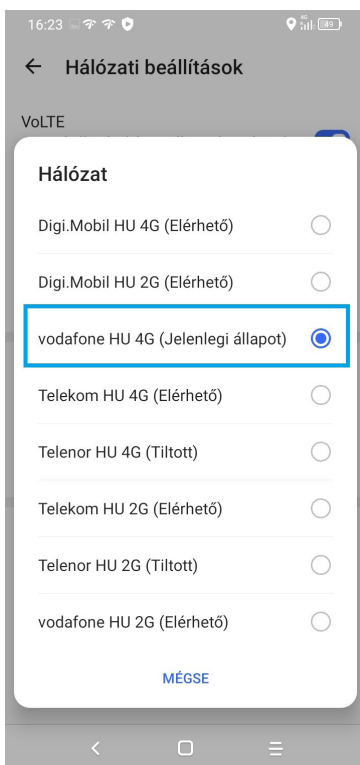 16:23
4G
49
Hálózati beállítások
VoLTE
Hálózat
Digi.Mobil HU 4G (Elérhető)
Digi.Mobil HU 2G (Elérhető)
vodafone HU 4G (Jelenlegi állapot)
Telekom HU 4G (Elérhető)
Telenor HU 4G (Tiltott)
Telekom HU 2G (Elérhető)
Telenor HU 2G (Tiltott)
vodafone HU 2G (Elérhető)
MÉGSE